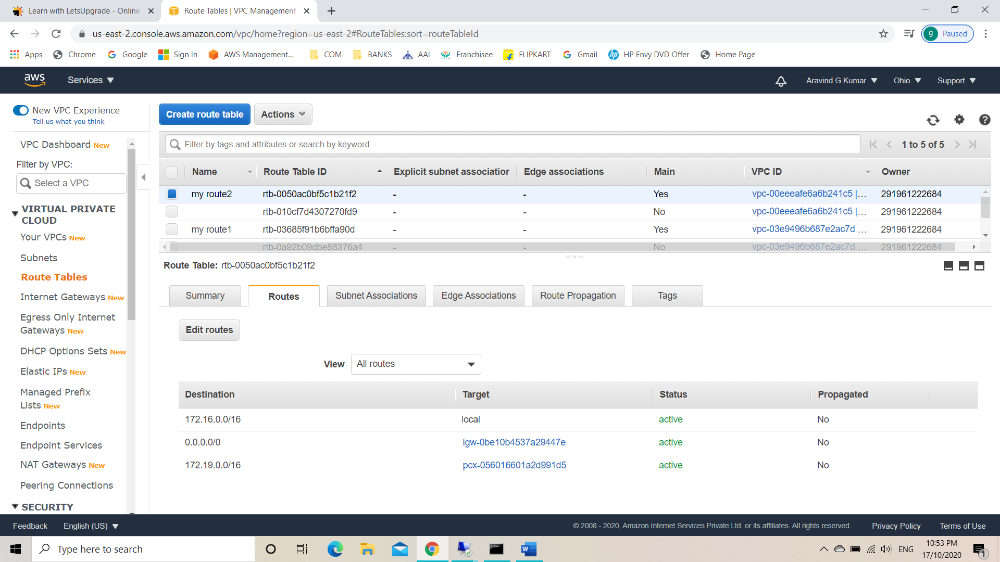 Learn with LetsUpgrade - Online
Route Tables | VPC Management
us-east-2.console.aws.amazon.com/vpc/home?region=us-east-2#RouteTables:sort=routeTableId
g Paused
Apps Chrome Google Sign In AWS Management... COM BANKS AAI Franchisee FLIPKART Gmail HP Envy DVD Offer Home Page
aws Services Aravind G Kumar Ohio Support
New VPC Experience
Tell us what you think
VPC Dashboard New
Filter by VPC:
Select a VPC
VIRTUAL PRIVATE
CLOUD
Your VPCs New
Subnets
Route Tables
Internet Gateways New
Egress Only Internet
Gateways New
DHCP Options Sets New
Elastic IPs New
Managed Prefix
Lists New
Endpoints
Endpoint Services
NAT Gateways New
Peering Connections
SECURITY
Create route table Actions
Filter by tags and attributes or search by keyword
1 to 5 of 5
Name Route Table ID Explicit subnet association Edge associations Main VPC ID Owner
my route2 rtb-0050ac0bf5c1b21f2 - - Yes vpc-00eeeafe6a6b241c5 |... 291961222684
rtb-010cf7d4307270fd9 - - No vpc-00eeeafe6a6b241c5 |... 291961222684
my route1 rtb-03685f91b6bffa90d - - Yes vpc-03e9496b687e2ac7d ... 291961222684
rtb-0a92b09dbe88376a4 - - No vpc-03e9496b687e2ac7d ... 291961222684
Route Table: rtb-0050ac0bf5c1b21f2
Summary Routes Subnet Associations Edge Associations Route Propagation Tags
Edit routes
View All routes
Destination Target Status Propagated
172.16.0.0/16 local active No
0.0.0.0/0 igw-0be10b4537a29447e active No
172.19.0.0/16 pcx-056016601a2d991d5 active No
Feedback English (US) © 2008 - 2020, Amazon Internet Services Private Ltd. or its affiliates. All rights reserved. Privacy Policy Terms of Use
Type here to search
ENG
10:53 PM
17/10/2020
1